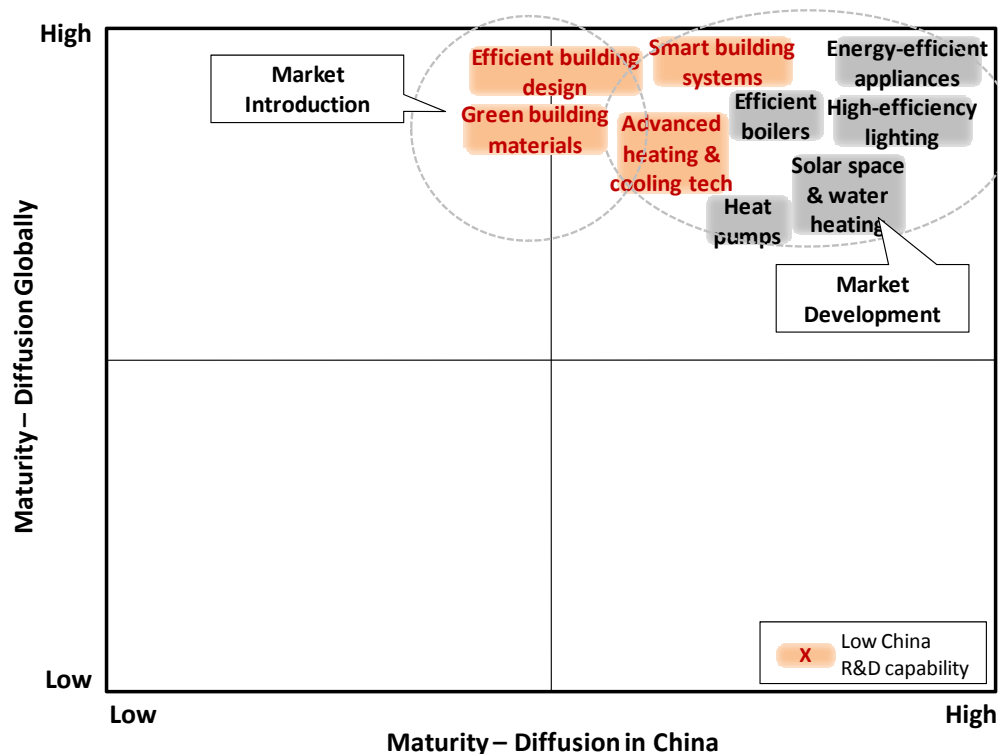 High
Market
Introduction
Efficient building
design
Green building
materials
Smart building
systems
Advanced
heating &
cooling tech
Efficient
boilers
Energy-efficient
appliances
High-efficiency
lighting
Solar space
& water
heating
Heat
pumps
Market
Development
Maturity – Diffusion Globally
X
Low China
R&D capability
Low
Low
High
Maturity – Diffusion in China